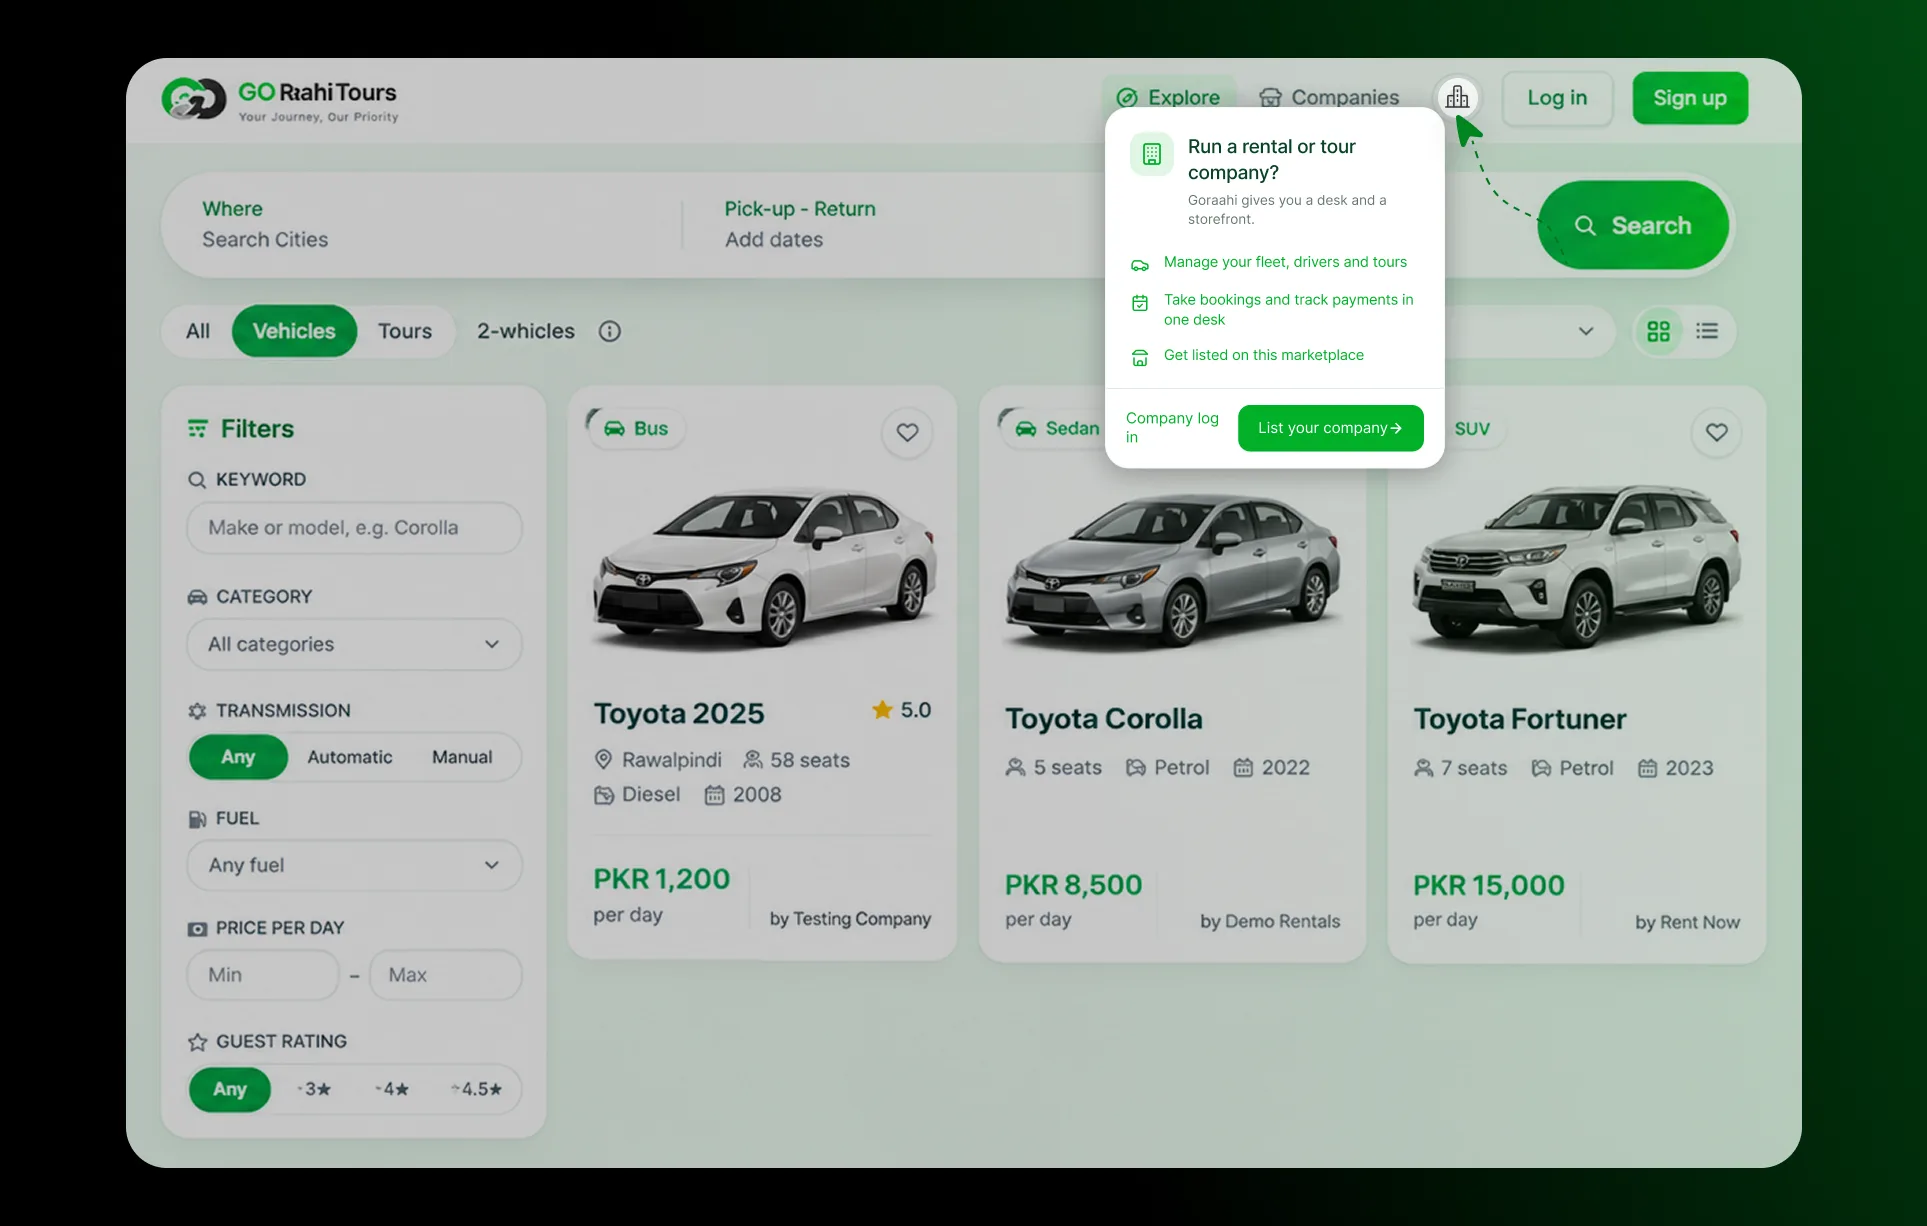 GO RaahiTours
Your Journey, Our Priority
Explore
Companies
Log in
Sign up
Where
Search Cities
Pick-up - Return
Add dates
Search
Run a rental or tour
company?
Goraahi gives you a desk and a
storefront.
Manage your fleet, drivers and tours
Take bookings and track payments in
one desk
Get listed on this marketplace
Company log
in
List your company
All
Vehicles
Tours
2-whicles
Filters
KEYWORD
Make or model, e.g. Corolla
CATEGORY
All categories
TRANSMISSION
Any
Automatic
Manual
FUEL
Any fuel
PRICE PER DAY
Min
–
Max
GUEST RATING
Any
3★
4★
4.5★
Bus
Toyota 2025
5.0
Rawalpindi
58 seats
Diesel
2008
PKR 1,200
per day
by Testing Company
Sedan
Toyota Corolla
5 seats
Petrol
2022
PKR 8,500
per day
by Demo Rentals
SUV
Toyota Fortuner
7 seats
Petrol
2023
PKR 15,000
per day
by Rent Now